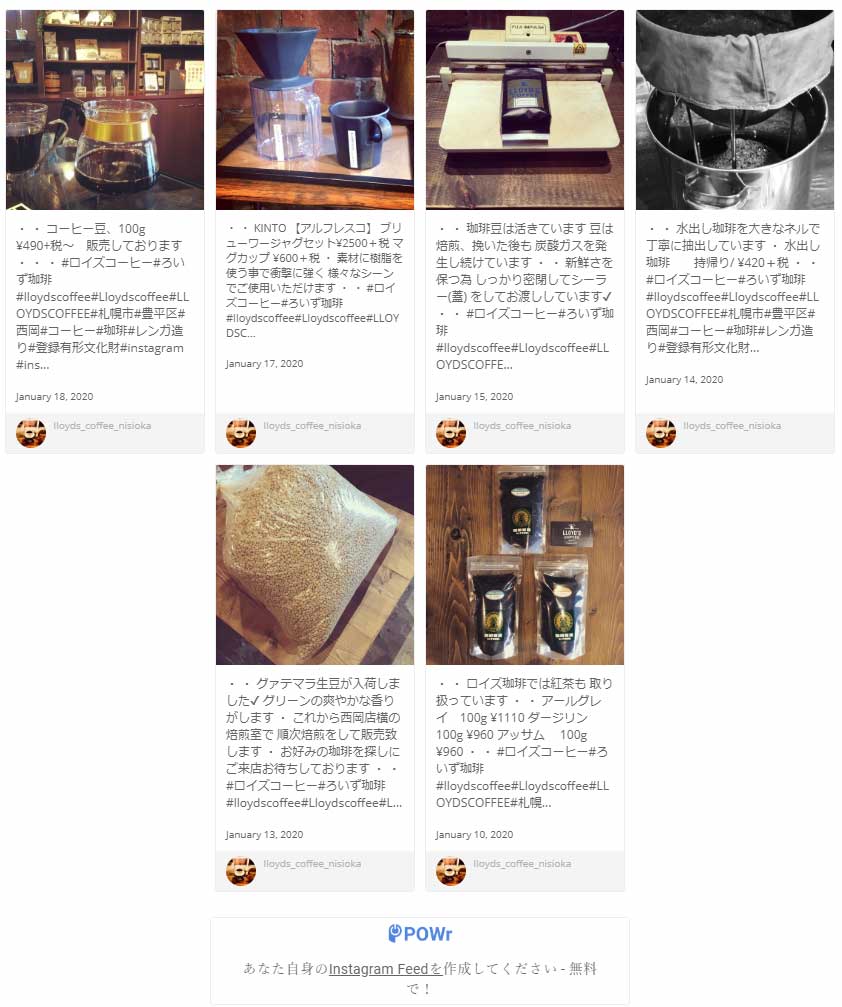 ・ ・ コーヒー豆、100g
¥490+税〜　販売しております
・ ・ ・ #ロイズコーヒー#ろい
ず珈琲
#lloydscoffee#Lloydscoffee#LL
OYDSCOFFEE#札幌市#豊平区#
西岡#コーヒー#珈琲#レンガ造
り#登録有形文化財#instagram
#ins...
January 18, 2020
lloyds_coffee_nisioka
・ ・ KINTO 【アルフレスコ】 ブリ
ューワージャグセット¥2500＋税 マ
グカップ ¥600＋税 ・ 素材に樹脂を
使う事で衝撃に強く 様々なシーン
でご使用いただけます ・ ・ #ロイ
ズコーヒー#ろいず珈琲
#lloydscoffee#Lloydscoffee#LLOY
DSC...
January 17, 2020
lloyds_coffee_nisioka
FUJI IMPULSE
LLOYD'S
COFFEE
・ ・ 珈琲豆は活きています 豆は
焙煎、挽いた後も 炭酸ガスを発
生し続けています ・ ・ 新鮮さを
保つ為 しっかり密閉してシーラ
ー(蓋) をしてお渡ししています✔
・ ・ #ロイズコーヒー#ろいず珈
琲
#lloydscoffee#Lloydscoffee#LL
OYDSCOFFE...
January 15, 2020
lloyds_coffee_nisioka
・ ・ 水出し珈琲を大きなネルで
丁寧に抽出しています ・ 水出し
珈琲　　持帰り/ ¥420＋税 ・ ・
#ロイズコーヒー#ろいず珈琲
#lloydscoffee#Lloydscoffee#LL
OYDSCOFFEE#札幌市#豊平区#
西岡#コーヒー#珈琲#レンガ造
り#登録有形文化財...
January 14, 2020
lloyds_coffee_nisioka
・ ・ グァテマラ生豆が入荷しま
した✔ グリーンの爽やかな香り
がします ・ これから西岡店横の
焙煎室で 順次焙煎をして販売致
します ・ お好みの珈琲を探しに
ご来店お待ちしております ・ ・
#ロイズコーヒー#ろいず珈琲
#lloydscoffee#Lloydscoffee#L...
January 13, 2020
lloyds_coffee_nisioka
LLOYD'S
COFFEE
・ ・ ロイズ珈琲では紅茶も 取り
扱っています ・ ・ アールグレ
イ　100g ¥1110 ダージリン
100g ¥960 アッサム　 100g
¥960 ・ ・ #ロイズコーヒー#ろ
いず珈琲
#lloydscoffee#Lloydscoffee#LL
OYDSCOFFEE#札幌...
January 10, 2020
lloyds_coffee_nisioka
POWr
あなた自身のInstagram Feedを作成してください - 無料
で！